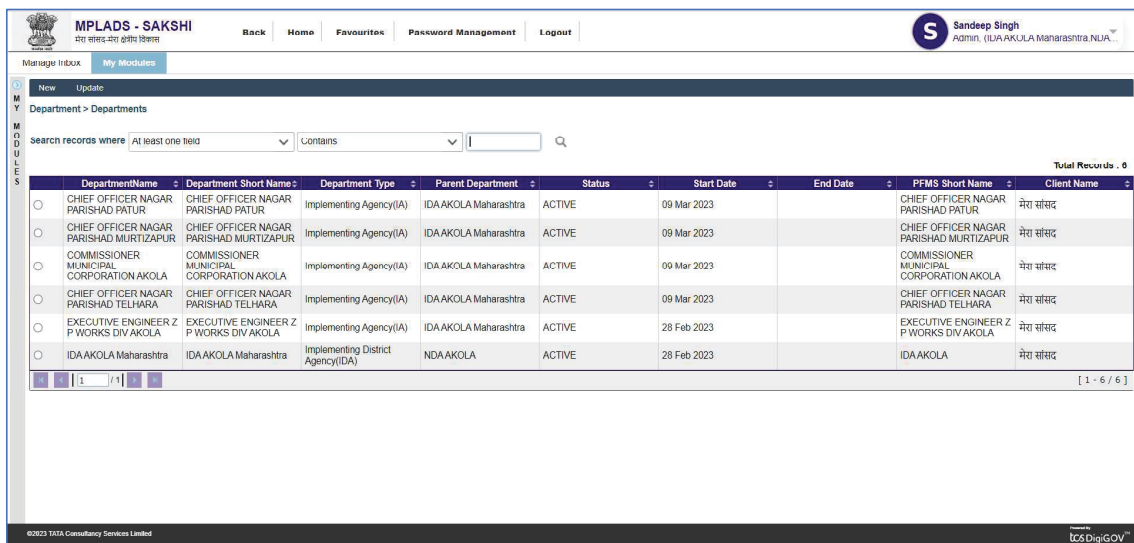 MPLADS - SAKSHI
मेरा सांसद-मेरा क्षेत्रीय विकास
Back Home Favourites Password Management Logout
S
Sandeep Singh
Admin, (IDA AKOLA Maharashtra,NDA...
Manage Inbox My Modules
MY MODULES
New Update
Department > Departments
Search records where At least one field Contains
Total Records : 6
DepartmentName Department Short Name Department Type Parent Department Status Start Date End Date PFMS Short Name Client Name
CHIEF OFFICER NAGAR PARISHAD PATUR CHIEF OFFICER NAGAR PARISHAD PATUR Implementing Agency(IA) IDA AKOLA Maharashtra ACTIVE 09 Mar 2023 CHIEF OFFICER NAGAR PARISHAD PATUR मेरा सांसद
CHIEF OFFICER NAGAR PARISHAD MURTIZAPUR CHIEF OFFICER NAGAR PARISHAD MURTIZAPUR Implementing Agency(IA) IDA AKOLA Maharashtra ACTIVE 09 Mar 2023 CHIEF OFFICER NAGAR PARISHAD MURTIZAPUR मेरा सांसद
COMMISSIONER MUNICIPAL CORPORATION AKOLA COMMISSIONER MUNICIPAL CORPORATION AKOLA Implementing Agency(IA) IDA AKOLA Maharashtra ACTIVE 09 Mar 2023 COMMISSIONER MUNICIPAL CORPORATION AKOLA मेरा सांसद
CHIEF OFFICER NAGAR PARISHAD TELHARA CHIEF OFFICER NAGAR PARISHAD TELHARA Implementing Agency(IA) IDA AKOLA Maharashtra ACTIVE 09 Mar 2023 CHIEF OFFICER NAGAR PARISHAD TELHARA मेरा सांसद
EXECUTIVE ENGINEER Z P WORKS DIV AKOLA EXECUTIVE ENGINEER Z P WORKS DIV AKOLA Implementing Agency(IA) IDA AKOLA Maharashtra ACTIVE 28 Feb 2023 EXECUTIVE ENGINEER Z P WORKS DIV AKOLA मेरा सांसद
IDA AKOLA Maharashtra IDA AKOLA Maharashtra Implementing District Agency(IDA) NDA AKOLA ACTIVE 28 Feb 2023 IDA AKOLA मेरा सांसद
1 / 1 [ 1 - 6 / 6 ]
©2023 TATA Consultancy Services Limited
Powered By
tcs DigiGOV™